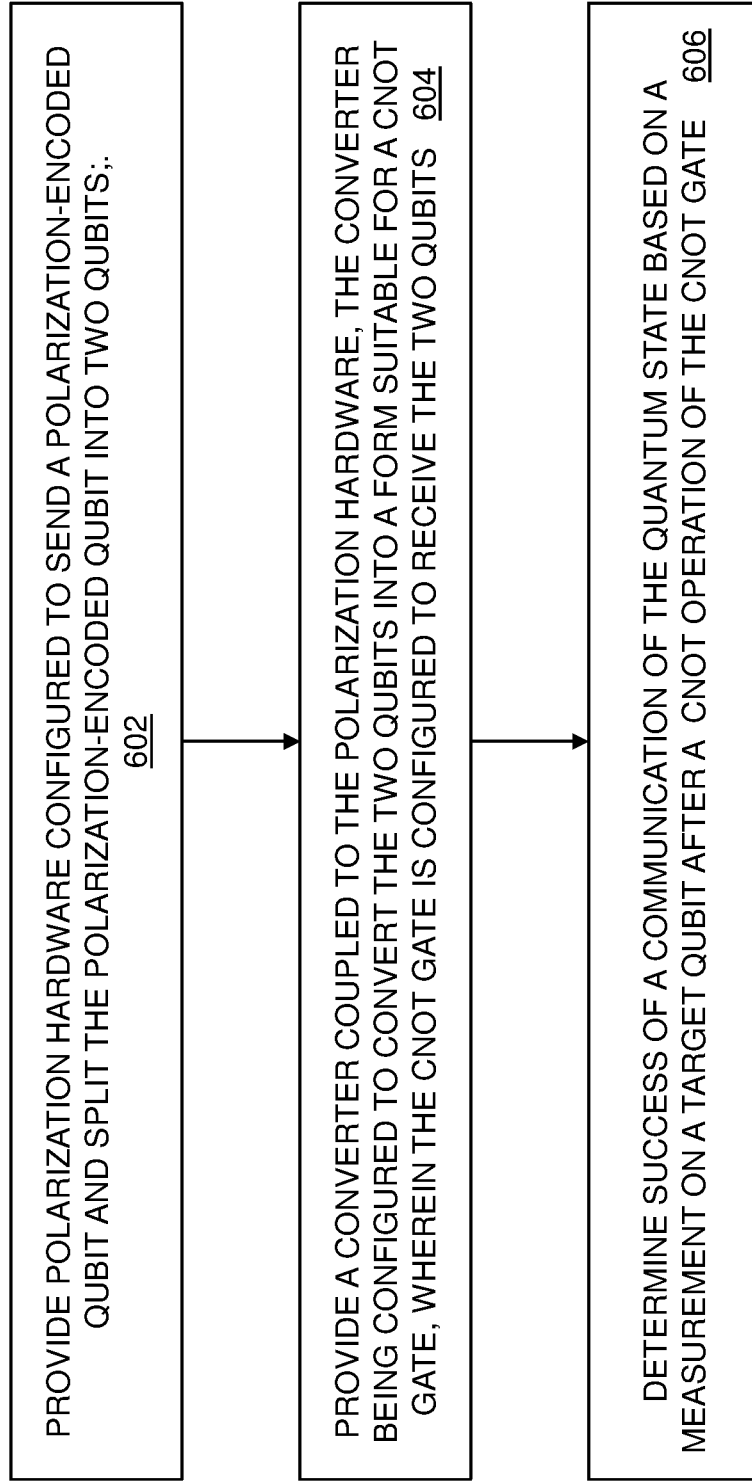 PROVIDE POLARIZATION HARDWARE CONFIGURED TO SEND A POLARIZATION-ENCODED
QUBIT AND SPLIT THE POLARIZATION-ENCODED QUBIT INTO TWO QUBITS;.
602
PROVIDE A CONVERTER COUPLED TO THE POLARIZATION HARDWARE, THE CONVERTER
BEING CONFIGURED TO CONVERT THE TWO QUBITS INTO A FORM SUITABLE FOR A CNOT
GATE, WHEREIN THE CNOT GATE IS CONFIGURED TO RECEIVE THE TWO QUBITS 604
DETERMINE SUCCESS OF A COMMUNICATION OF THE QUANTUM STATE BASED ON A
MEASUREMENT ON A TARGET QUBIT AFTER A CNOT OPERATION OF THE CNOT GATE 606